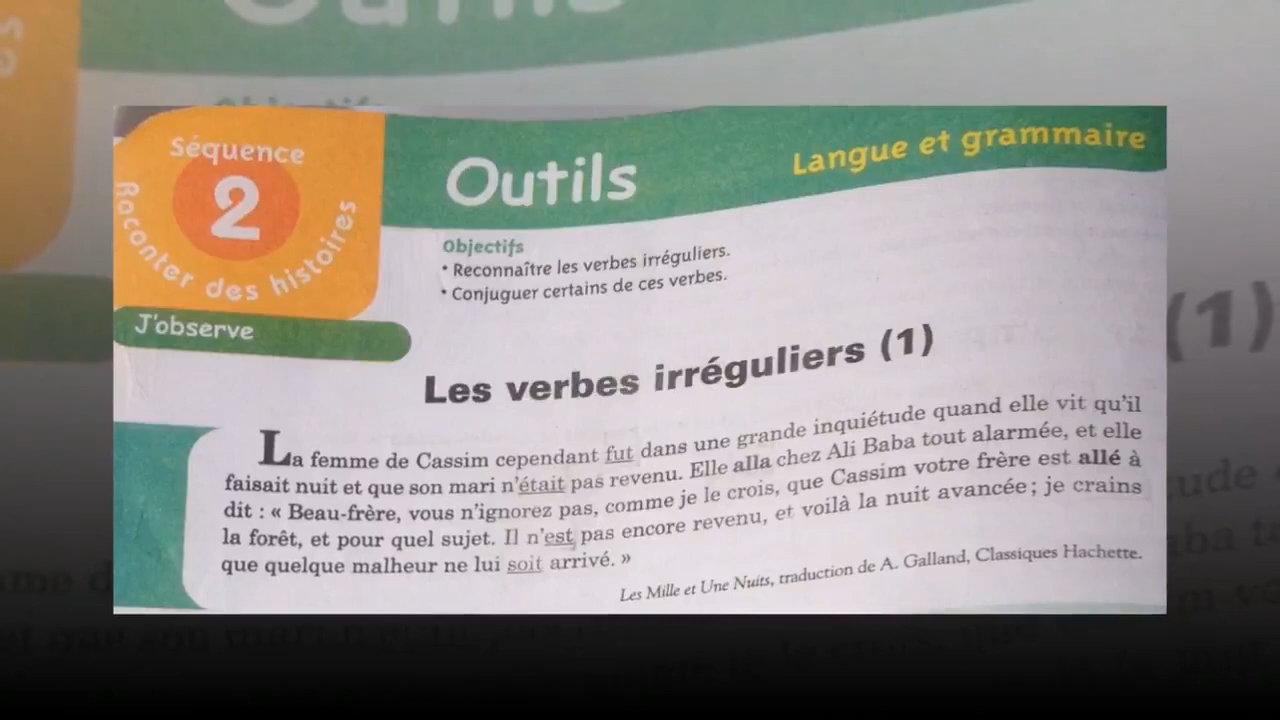 Séquence
2
Raconter des histoires
Outils
Langue et grammaire
Objectifs
• Reconnaître les verbes irréguliers.
• Conjuguer certains de ces verbes.
J'observe
Les verbes irréguliers (1)
La femme de Cassim cependant fut dans une grande inquiétude quand elle vit qu'il
faisait nuit et que son mari n'était pas revenu. Elle alla chez Ali Baba tout alarmée, et elle
dit : « Beau-frère, vous n'ignorez pas, comme je le crois, que Cassim votre frère est allé à
la forêt, et pour quel sujet. Il n'est pas encore revenu, et voilà la nuit avancée ; je crains
que quelque malheur ne lui soit arrivé. »
Les Mille et Une Nuits, traduction de A. Galland, Classiques Hachette.